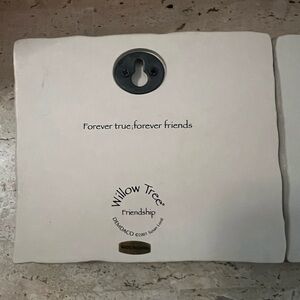 Forever true, forever friends
Willow Tree®
Friendship
DEMDACO ©2001 Susan Lordi